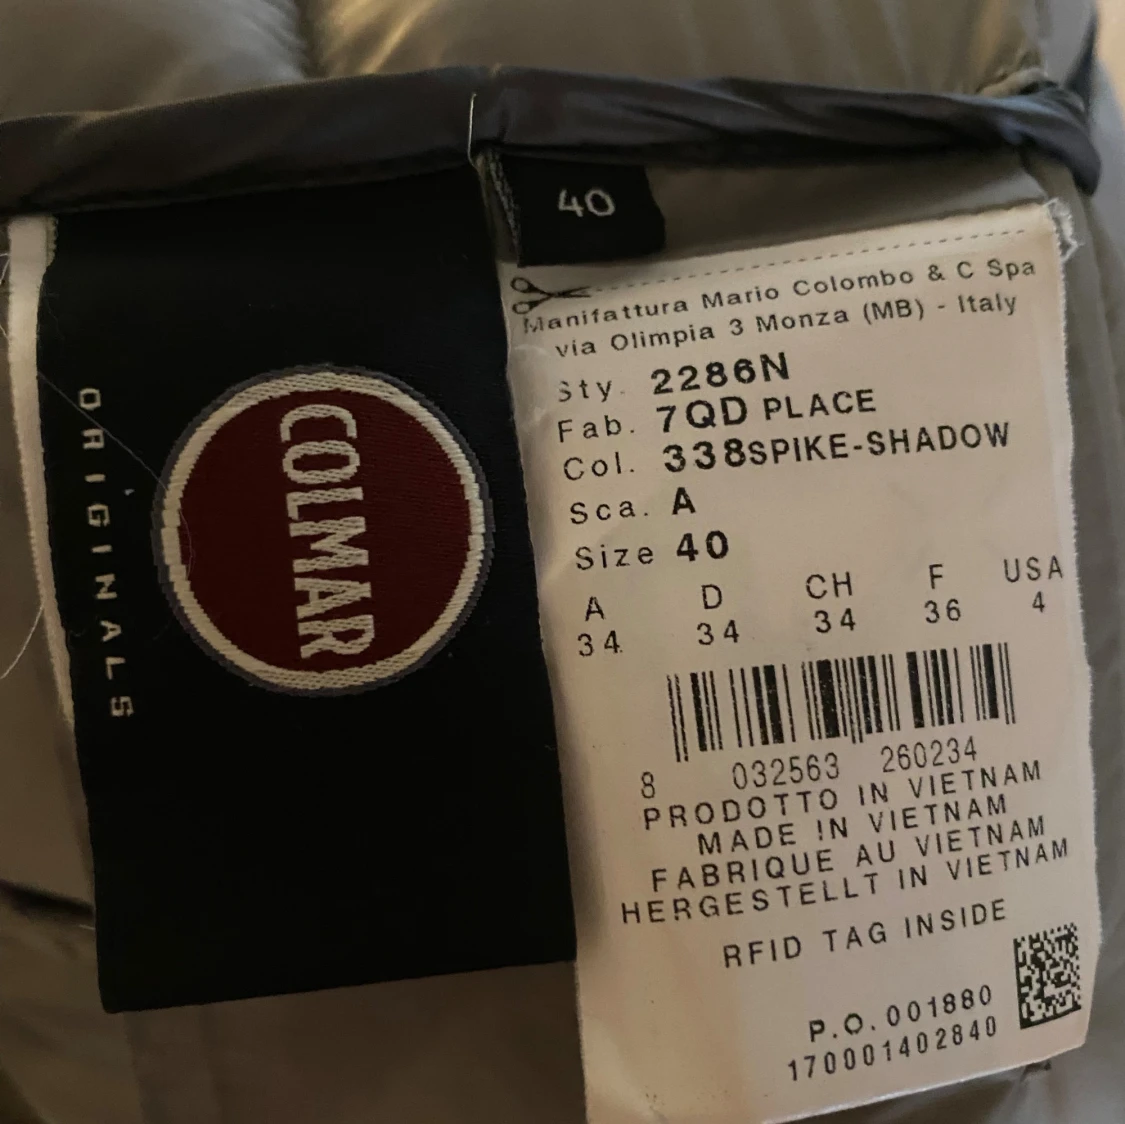 ORIGINALS
COLMAR
40
Manifattura Mario Colombo & C Spa
via Olimpia 3 Monza (MB) - Italy
Sty. 2286N
Fab. 7QD PLACE
Col. 338SPIKE-SHADOW
Sca. A
Size 40
A D CH F USA
34 34 34 36 4
8 032563 260234
PRODOTTO IN VIETNAM
MADE IN VIETNAM
FABRIQUE AU VIETNAM
HERGESTELLT IN VIETNAM
RFID TAG INSIDE
P.O.001880
170001402840